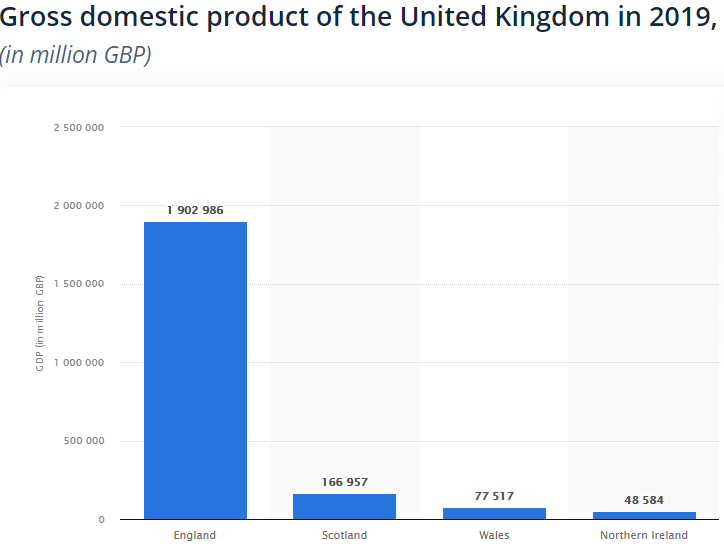 Gross domestic product of the United Kingdom in 2019,
(in million GBP)
2 500 000
2 000 000
1 500 000
1 000 000
500 000
0
GDP (in million GBP)
1 902 986
166 957
77 517
48 584
England
Scotland
Wales
Northern Ireland